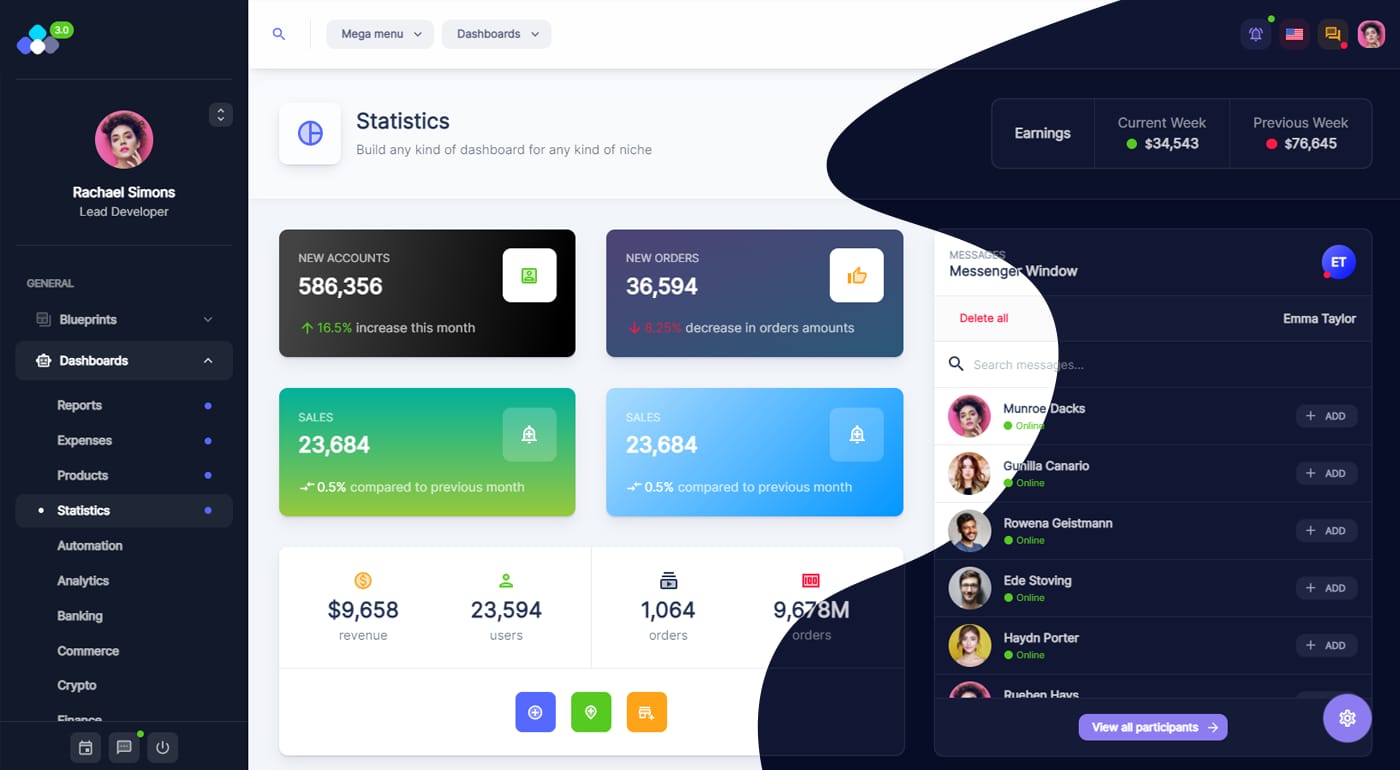 3.0
Mega menu
Dashboards
Rachael Simons
Lead Developer
GENERAL
Blueprints
Dashboards
Reports
Expenses
Products
Statistics
Automation
Analytics
Banking
Commerce
Crypto
Finance
Statistics
Build any kind of dashboard for any kind of niche
Earnings
Current Week
$34,543
Previous Week
$76,645
NEW ACCOUNTS
586,356
16.5% increase this month
NEW ORDERS
36,594
8.25% decrease in orders amounts
SALES
23,684
0.5% compared to previous month
SALES
23,684
0.5% compared to previous month
$9,658
revenue
23,594
users
1,064
orders
9,678M
orders
MESSAGES
Messenger Window
ET
Delete all
Emma Taylor
Search messages...
Munroe Dacks
Online
ADD
Gunilla Canario
Online
ADD
Rowena Geistmann
Online
ADD
Ede Stoving
Online
ADD
Haydn Porter
Online
ADD
Rueben Hays
View all participants